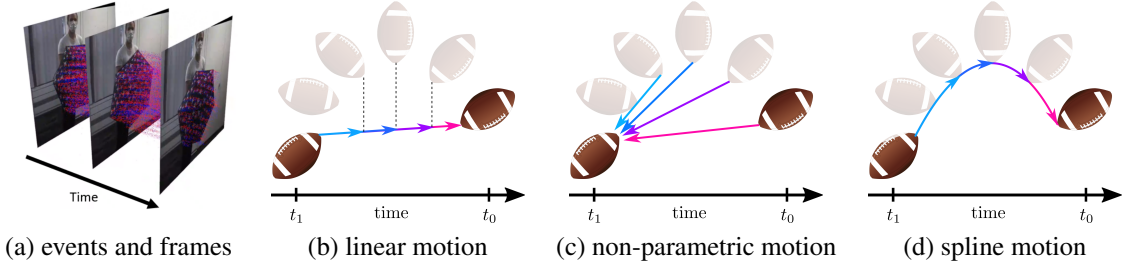 Time
t₁ time t₀
t₁ time t₀
t₁ time t₀
(a) events and frames (b) linear motion (c) non-parametric motion (d) spline motion